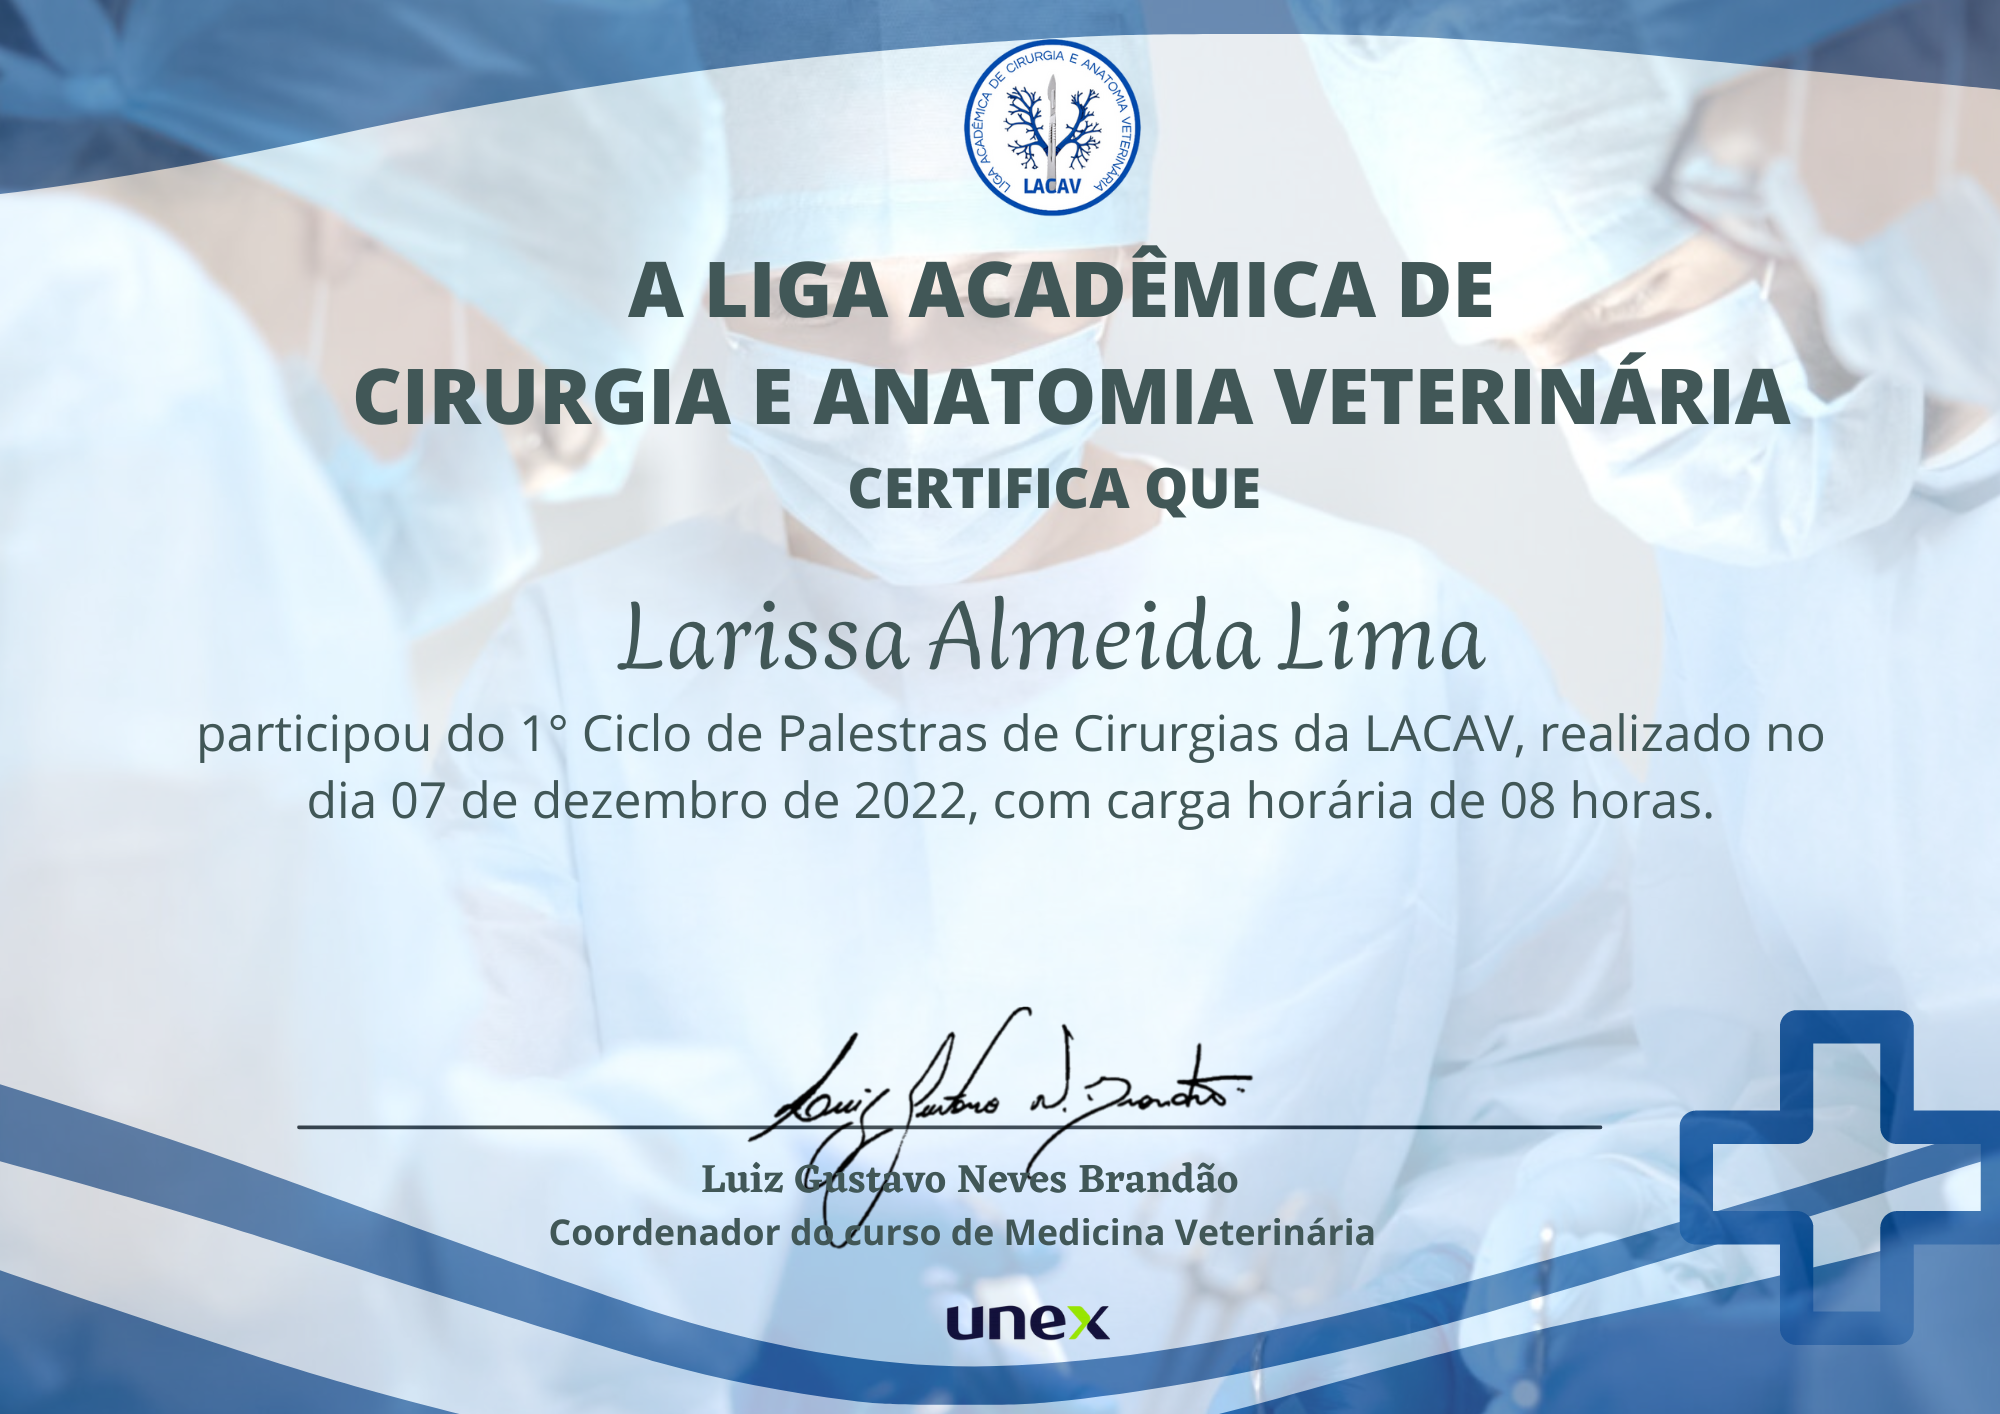 LIGA ACADÊMICA DE CIRURGIA E ANATOMIA VETERINÁRIA
LACAV
A LIGA ACADÊMICA DE
CIRURGIA E ANATOMIA VETERINÁRIA
CERTIFICA QUE
Larissa Almeida Lima
participou do 1° Ciclo de Palestras de Cirurgias da LACAV, realizado no
dia 07 de dezembro de 2022, com carga horária de 08 horas.
Luiz Gustavo N. Brandão
Luiz Gustavo Neves Brandão
Coordenador do curso de Medicina Veterinária
unex